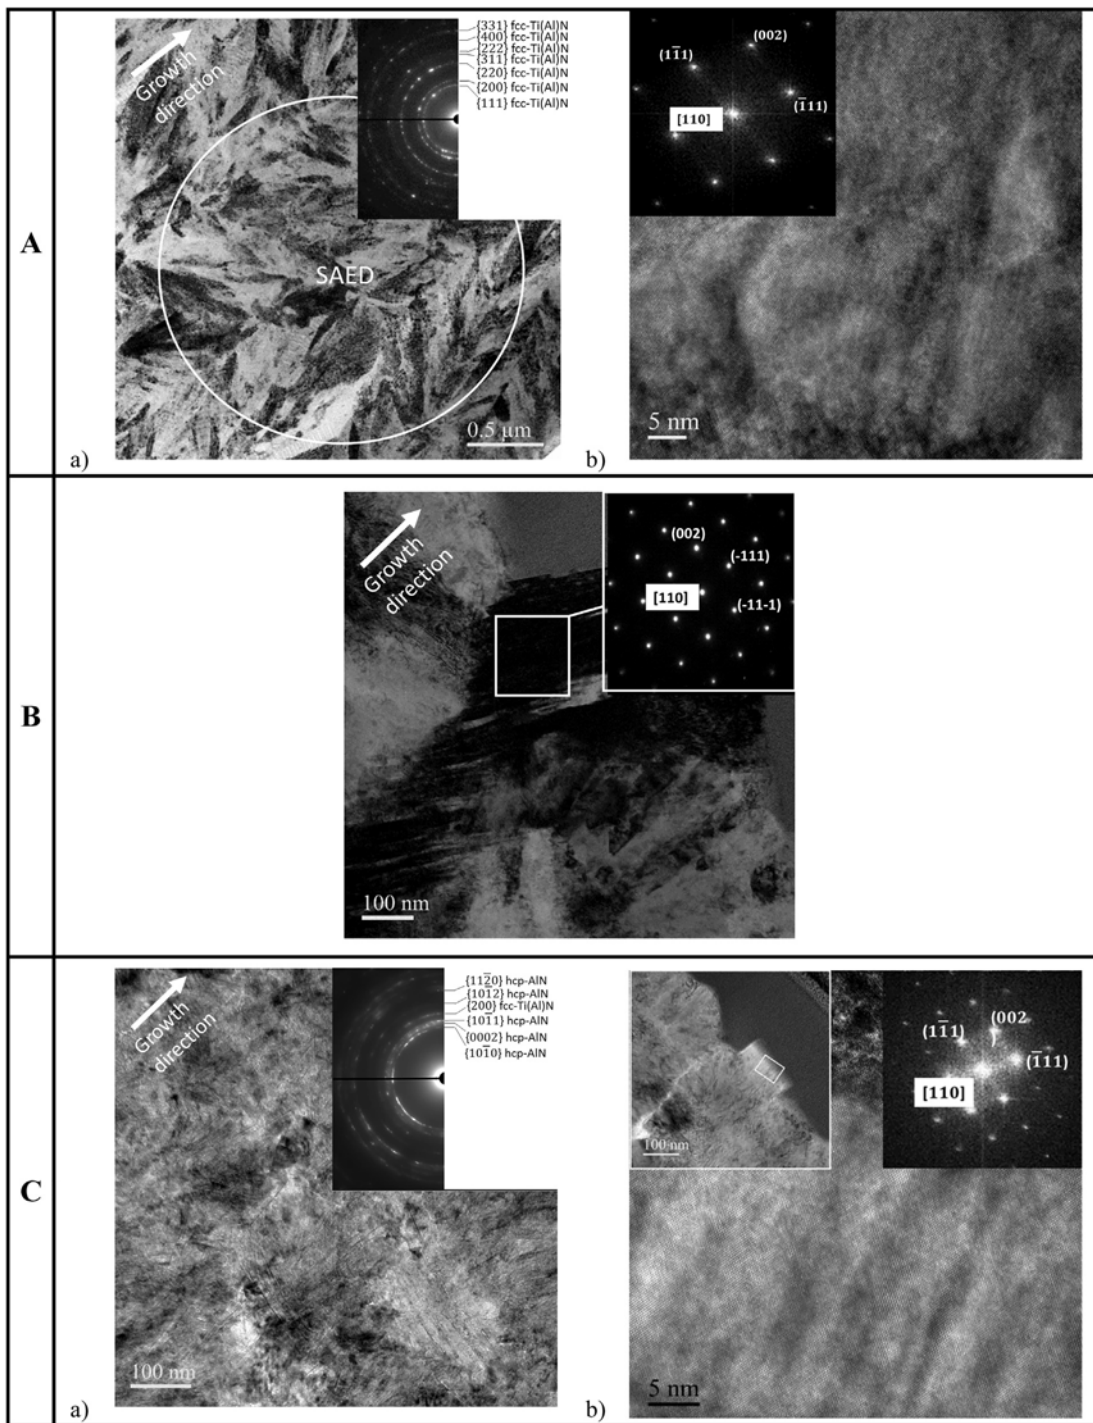 A
Growth
direction
{331} fcc-Ti(Al)N
{400} fcc-Ti(Al)N
{222} fcc-Ti(Al)N
{311} fcc-Ti(Al)N
{220} fcc-Ti(Al)N
{200} fcc-Ti(Al)N
{111} fcc-Ti(Al)N
SAED
0.5 μm
a)
(11̅1)
(002)
(1̅11)
[110]
5 nm
b)
B
Growth
direction
(002)
(-111)
[110]
(-11-1)
100 nm
C
Growth
direction
{112̅0} hcp-AlN
{101̅2} hcp-AlN
{200} fcc-Ti(Al)N
{101̅1} hcp-AlN
{0002} hcp-AlN
{101̅0} hcp-AlN
100 nm
a)
100 nm
(11̅1)
(002
(1̅11)
[110]
5 nm
b)